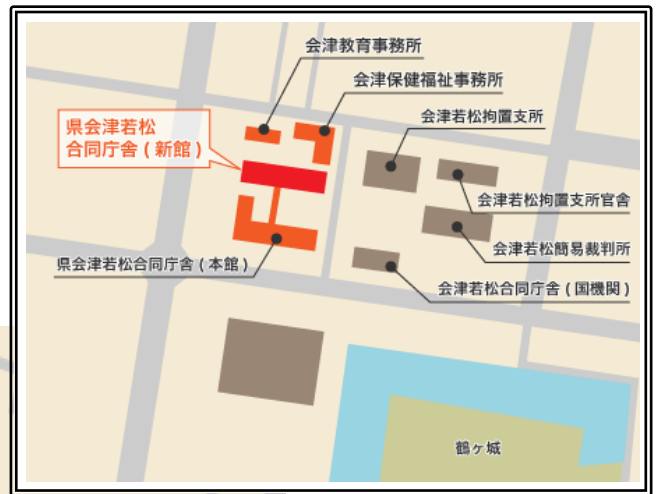 会津教育事務所
会津保健福祉事務所
会津若松拘置支所
県会津若松
合同庁舎 ( 新館 )
会津若松拘置支所官舎
会津若松簡易裁判所
県会津若松合同庁舎 ( 本館 )
会津若松合同庁舎 ( 国機関 )
鶴ヶ城